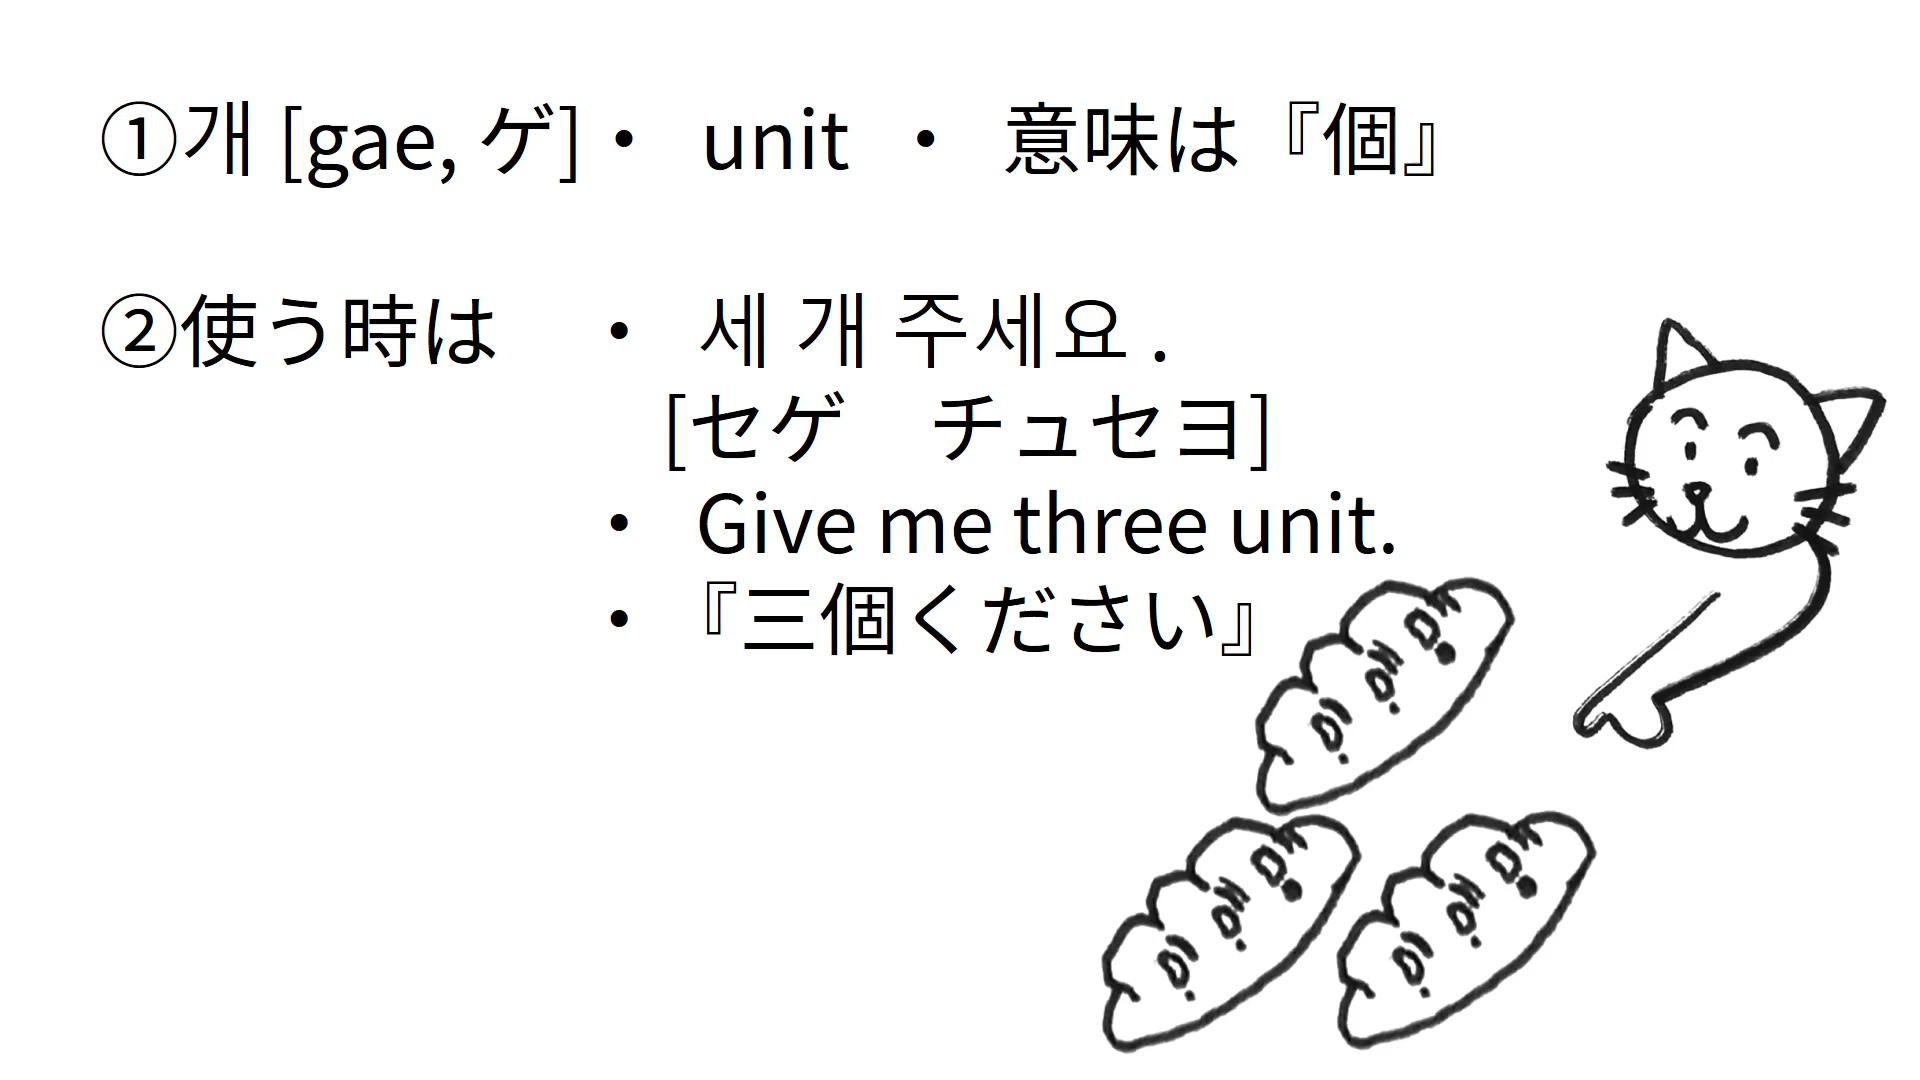 ①개 [gae, ゲ]・ unit ・ 意味は『個』
②使う時は ・ 세 개 주세요 .
[セゲ　チュセヨ]
・ Give me three unit.
・『三個ください』